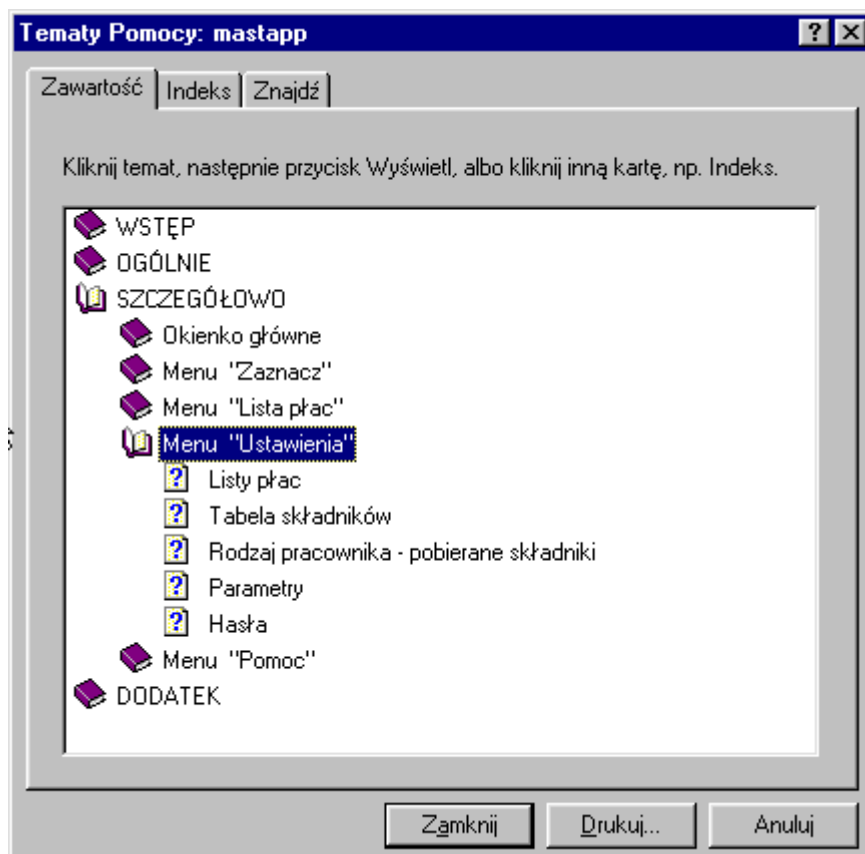 Tematy Pomocy: mastapp
Zawartość Indeks Znajdź
Kliknij temat, następnie przycisk Wyświetl, albo kliknij inną kartę, np. Indeks.
WSTĘP
OGÓLNIE
SZCZEGÓŁOWO
Okienko główne
Menu "Zaznacz"
Menu "Lista płac"
Menu "Ustawienia"
Listy płac
Tabela składników
Rodzaj pracownika - pobierane składniki
Parametry
Hasła
Menu "Pomoc"
DODATEK
Zamknij Drukuj... Anuluj